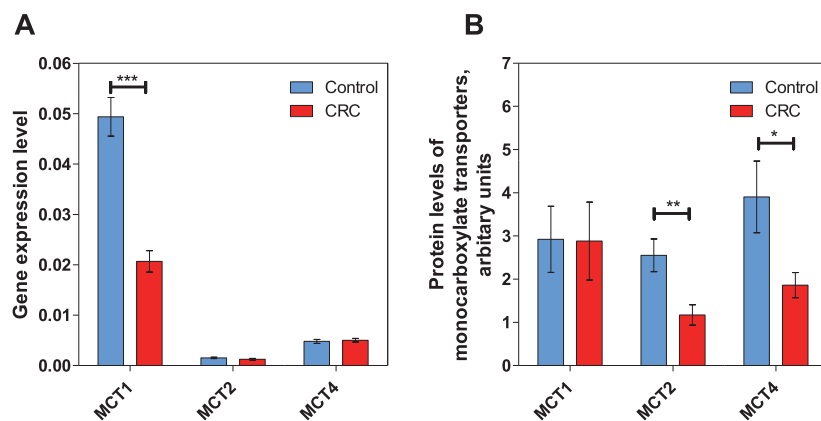 A
Gene expression level
0.06
0.05
0.04
0.03
0.02
0.01
0.00
***
Control
CRC
MCT1
MCT2
MCT4
B
Protein levels of
monocarboxylate transporters,
arbitary units
7
6
5
4
3
2
1
0
Control
CRC
**
*
MCT1
MCT2
MCT4